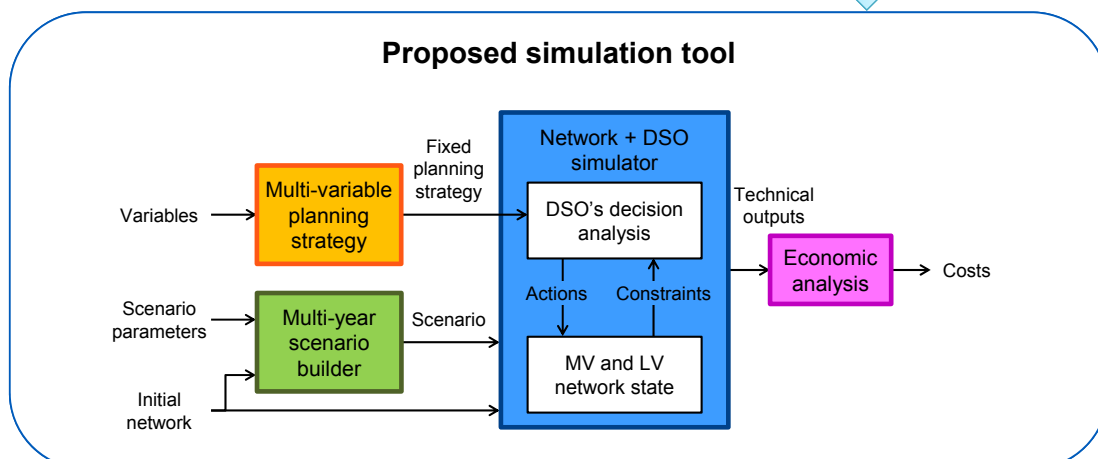 Proposed simulation tool
Variables
Multi-variable
planning
strategy
Fixed
planning
strategy
Network + DSO
simulator
DSO's decision
analysis
Actions
Constraints
MV and LV
network state
Technical
outputs
Economic
analysis
Costs
Scenario
parameters
Multi-year
scenario
builder
Scenario
Initial
network